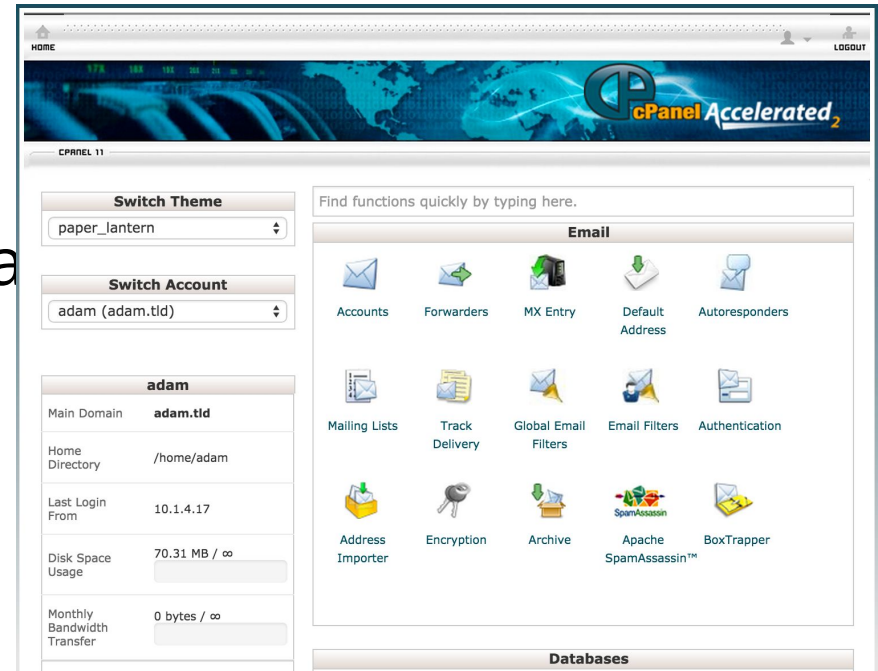 HOME
LOGOUT
cPanel Accelerated2
CPANEL 11
a
Switch Theme
paper_lantern
Switch Account
adam (adam.tld)
adam
Main Domain adam.tld
Home Directory /home/adam
Last Login From 10.1.4.17
Disk Space Usage 70.31 MB / ∞
Monthly Bandwidth Transfer 0 bytes / ∞
Find functions quickly by typing here.
Email
Accounts
Forwarders
MX Entry
Default Address
Autoresponders
Mailing Lists
Track Delivery
Global Email Filters
Email Filters
Authentication
Address Importer
Encryption
Archive
SpamAssassin
Apache SpamAssassin™
BoxTrapper
Databases